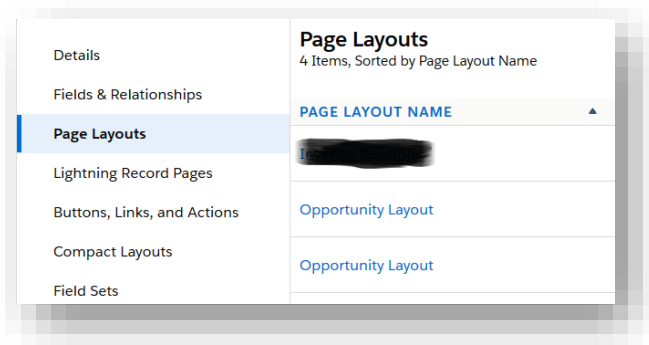 Details
Fields & Relationships
Page Layouts
Lightning Record Pages
Buttons, Links, and Actions
Compact Layouts
Field Sets
Page Layouts
4 Items, Sorted by Page Layout Name
PAGE LAYOUT NAME
Opportunity Layout
Opportunity Layout